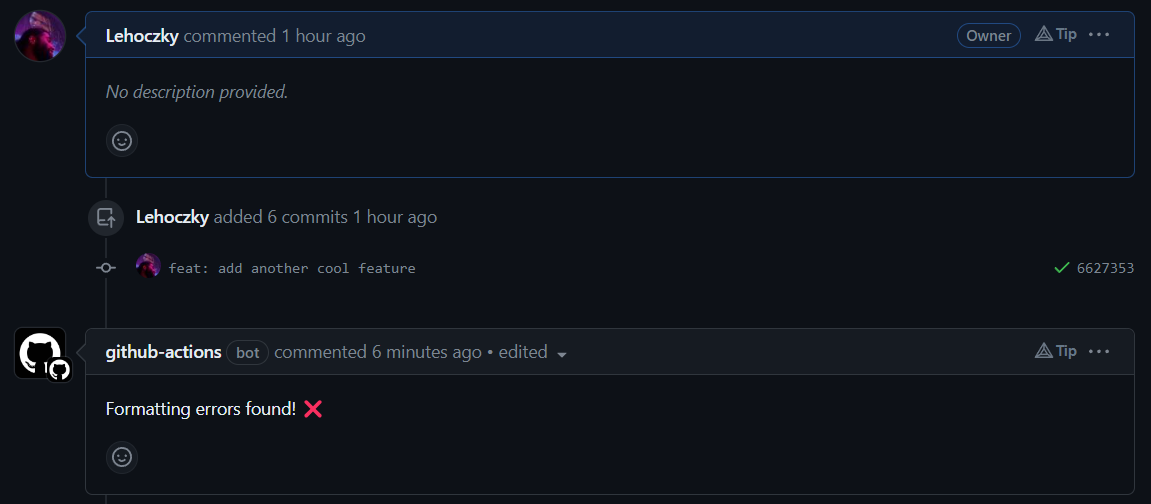 Lehoczky commented 1 hour ago Owner Tip
No description provided.
Lehoczky added 6 commits 1 hour ago
feat: add another cool feature 6627353
github-actions bot commented 6 minutes ago • edited Tip
Formatting errors found! ❌